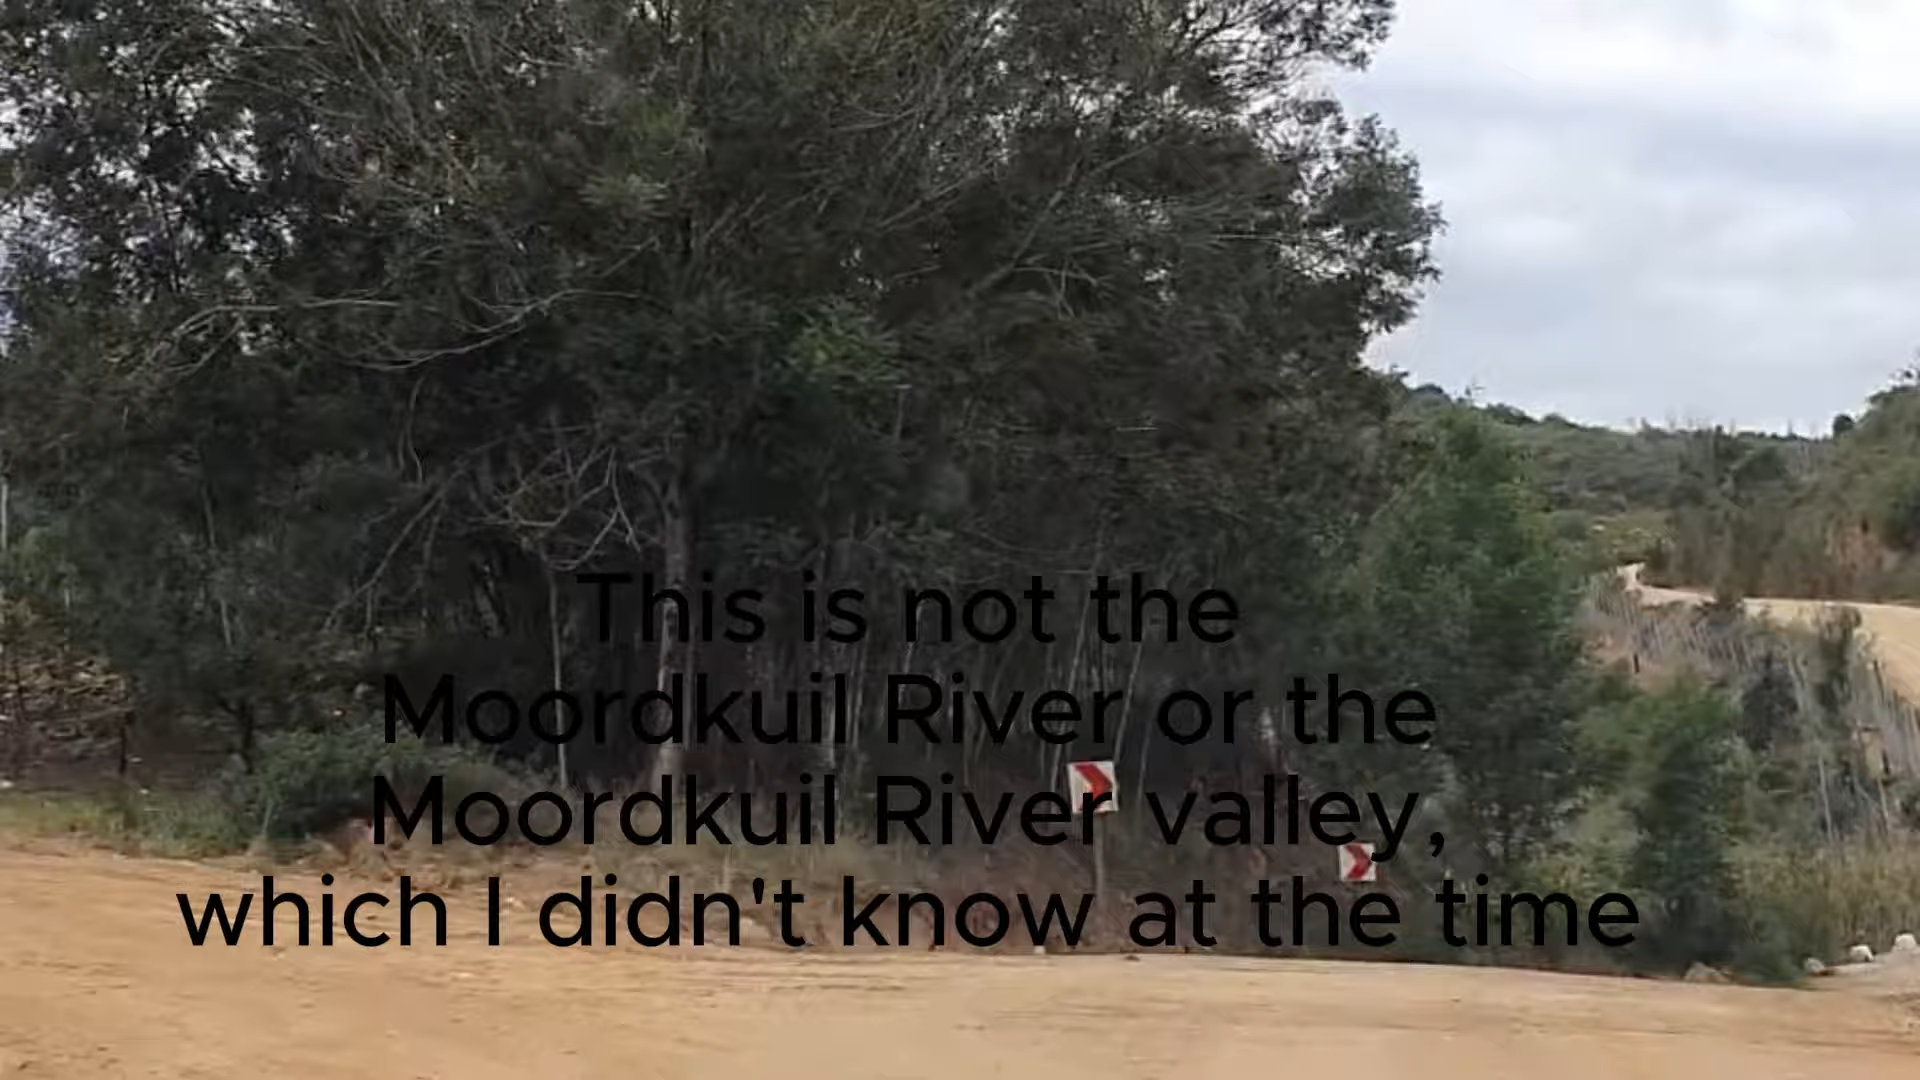 This is not the
Moordkuil River or the
Moordkuil River valley,
which I didn't know at the time